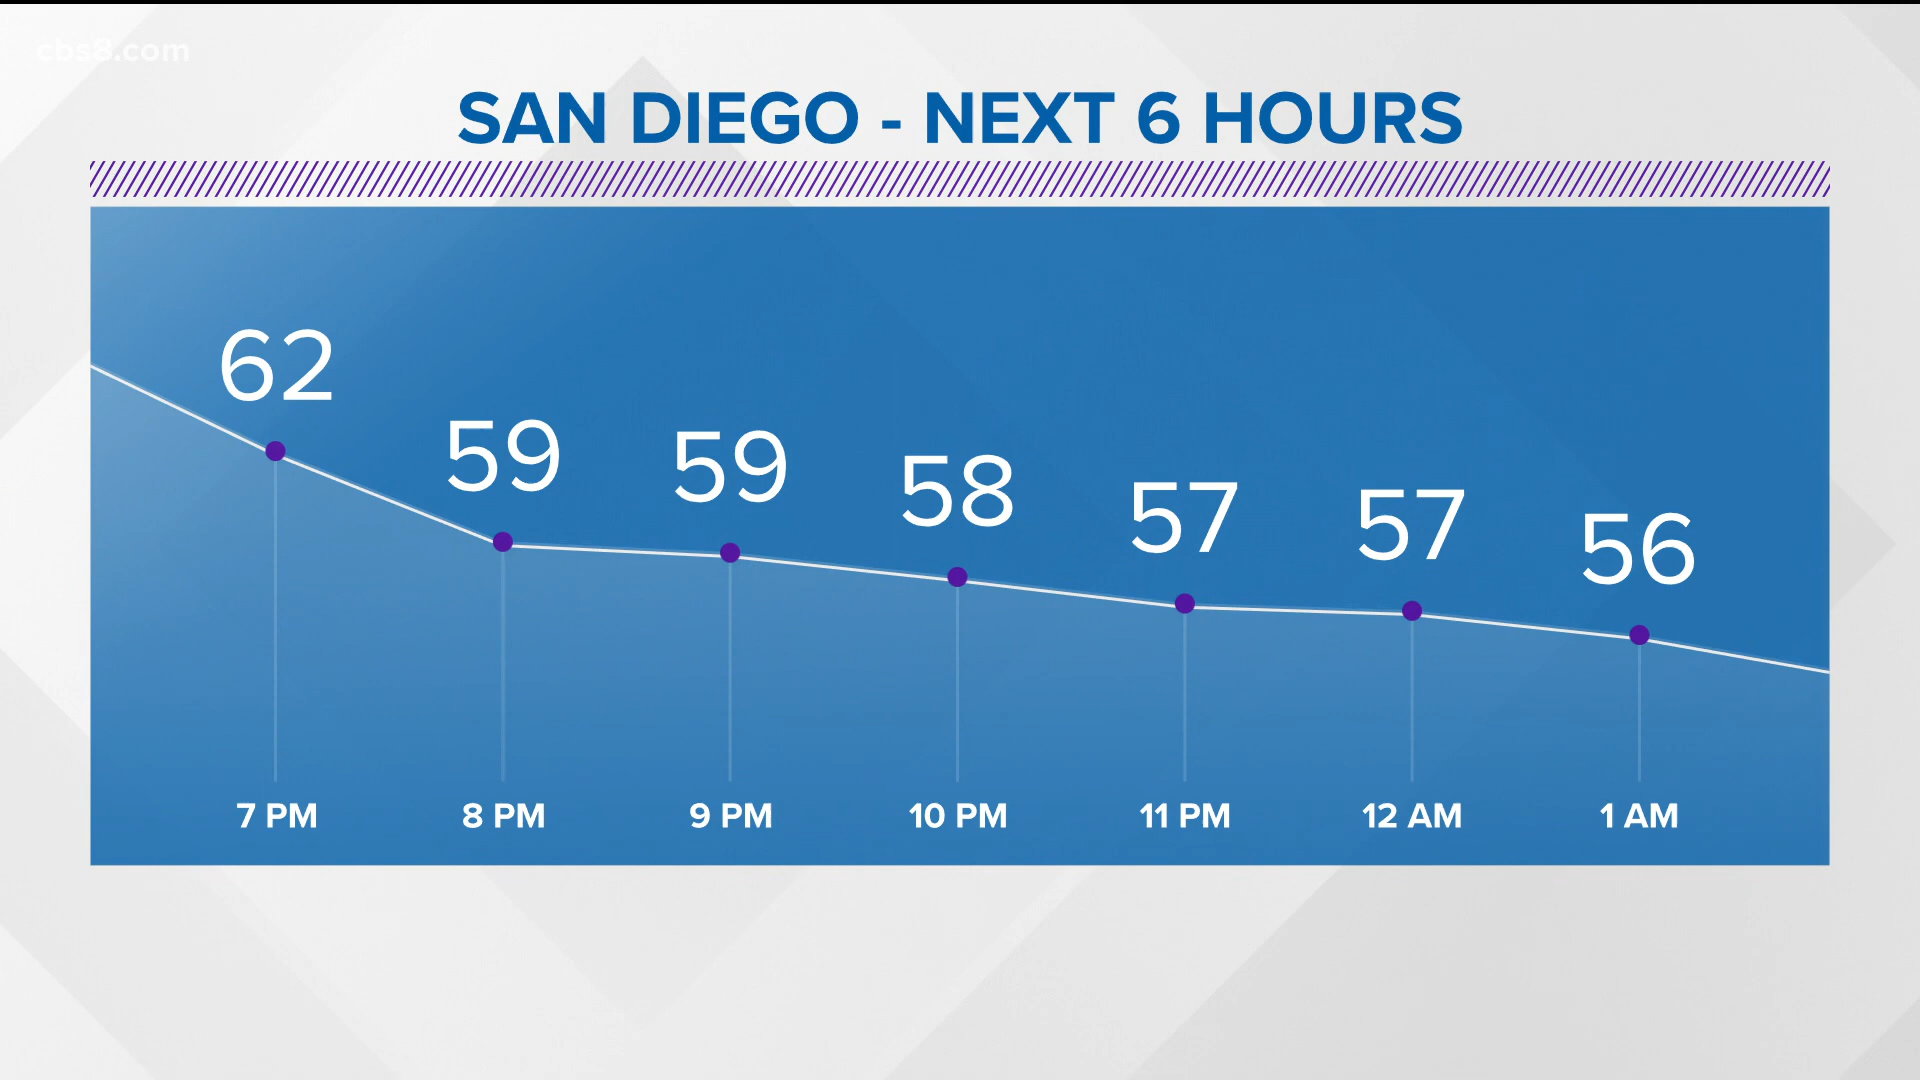 cbs8.com
SAN DIEGO - NEXT 6 HOURS
62
59
59
58
57
57
56
7 PM
8 PM
9 PM
10 PM
11 PM
12 AM
1 AM